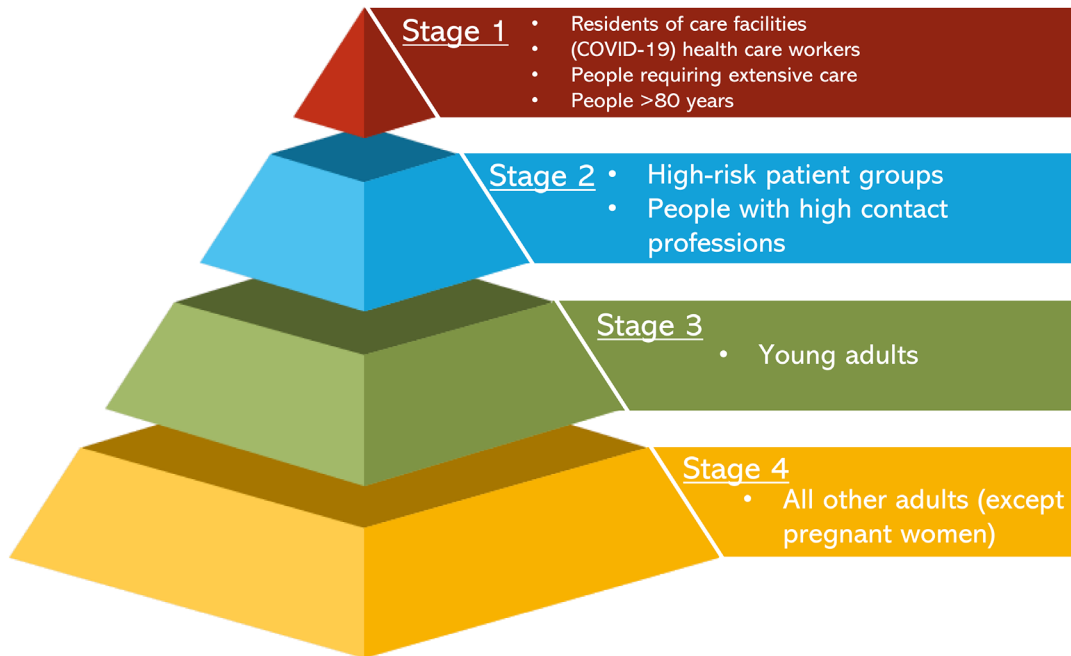 Stage 1
• Residents of care facilities
• (COVID-19) health care workers
• People requiring extensive care
• People >80 years
Stage 2
• High-risk patient groups
• People with high contact
professions
Stage 3
• Young adults
Stage 4
• All other adults (except
pregnant women)